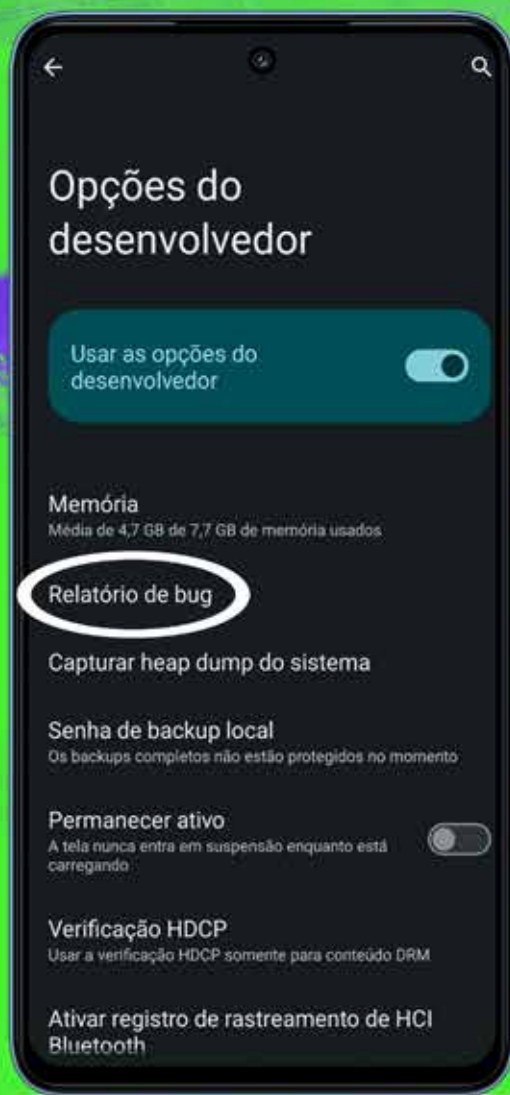 Opções do
desenvolvedor
Usar as opções do
desenvolvedor
Memória
Média de 4,7 GB de 7,7 GB de memória usados
Relatório de bug
Capturar heap dump do sistema
Senha de backup local
Os backups completos não estão protegidos no momento
Permanecer ativo
A tela nunca entra em suspensão enquanto está
carregando
Verificação HDCP
Usar a verificação HDCP somente para conteúdo DRM
Ativar registro de rastreamento de HCI
Bluetooth